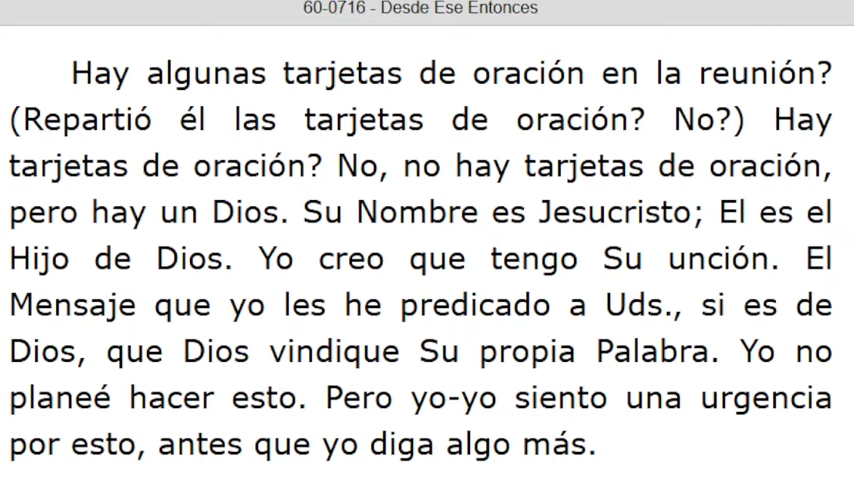 60-0716 - Desde Ese Entonces
Hay algunas tarjetas de oración en la reunión?
(Repartió él las tarjetas de oración? No?) Hay
tarjetas de oración? No, no hay tarjetas de oración,
pero hay un Dios. Su Nombre es Jesucristo; El es el
Hijo de Dios. Yo creo que tengo Su unción. El
Mensaje que yo les he predicado a Uds., si es de
Dios, que Dios vindique Su propia Palabra. Yo no
planeé hacer esto. Pero yo-yo siento una urgencia
por esto, antes que yo diga algo más.